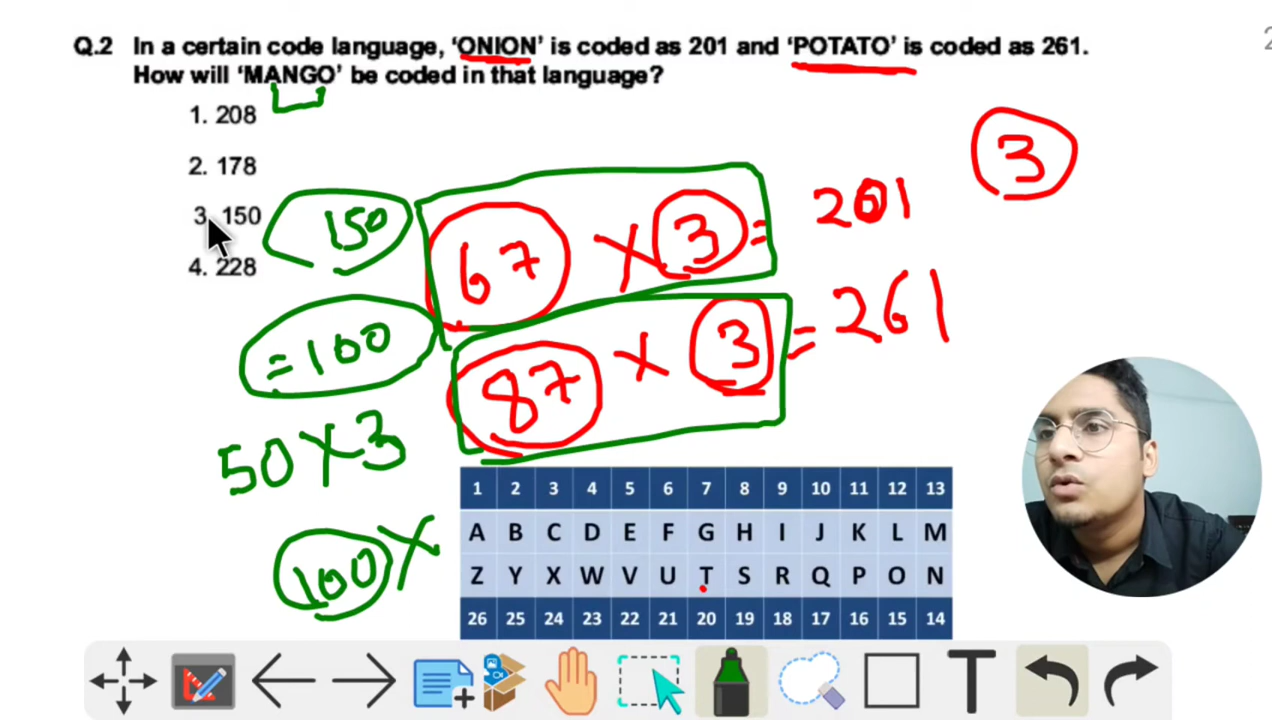 Q.2 In a certain code language, 'ONION' is coded as 201 and 'POTATO' is coded as 261.
How will 'MANGO' be coded in that language?
1. 208
2. 178
3. 150
4. 228
150
67 X 3 = 201
3
= 100
87 X 3 = 261
50 X 3
100 X
1 2 3 4 5 6 7 8 9 10 11 12 13
A B C D E F G H I J K L M
Z Y X W V U T S R Q P O N
26 25 24 23 22 21 20 19 18 17 16 15 14
T